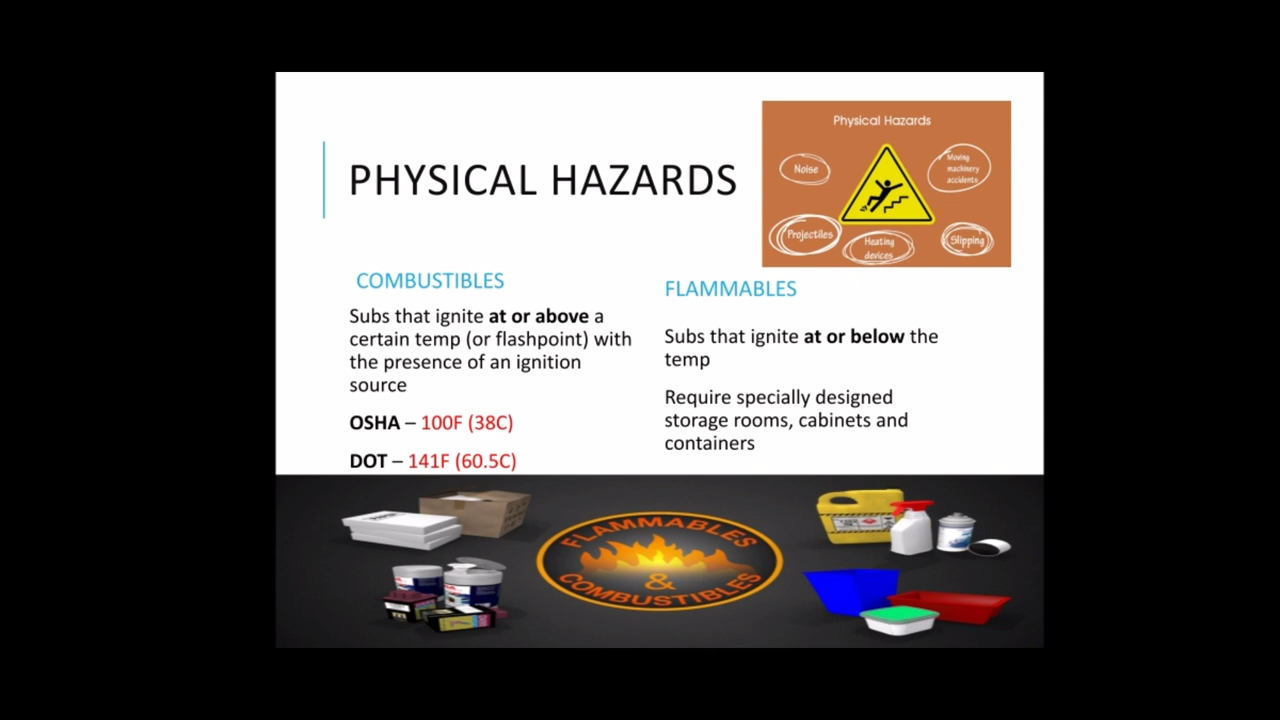 PHYSICAL HAZARDS
Physical Hazards
Noise
Moving
machinery
accidents
Projectiles
Heating
devices
Slipping
COMBUSTIBLES
Subs that ignite at or above a
certain temp (or flashpoint) with
the presence of an ignition
source
OSHA – 100F (38C)
DOT – 141F (60.5C)
FLAMMABLES
Subs that ignite at or below the
temp
Require specially designed
storage rooms, cabinets and
containers
FLAMMABLES
&
COMBUSTIBLES